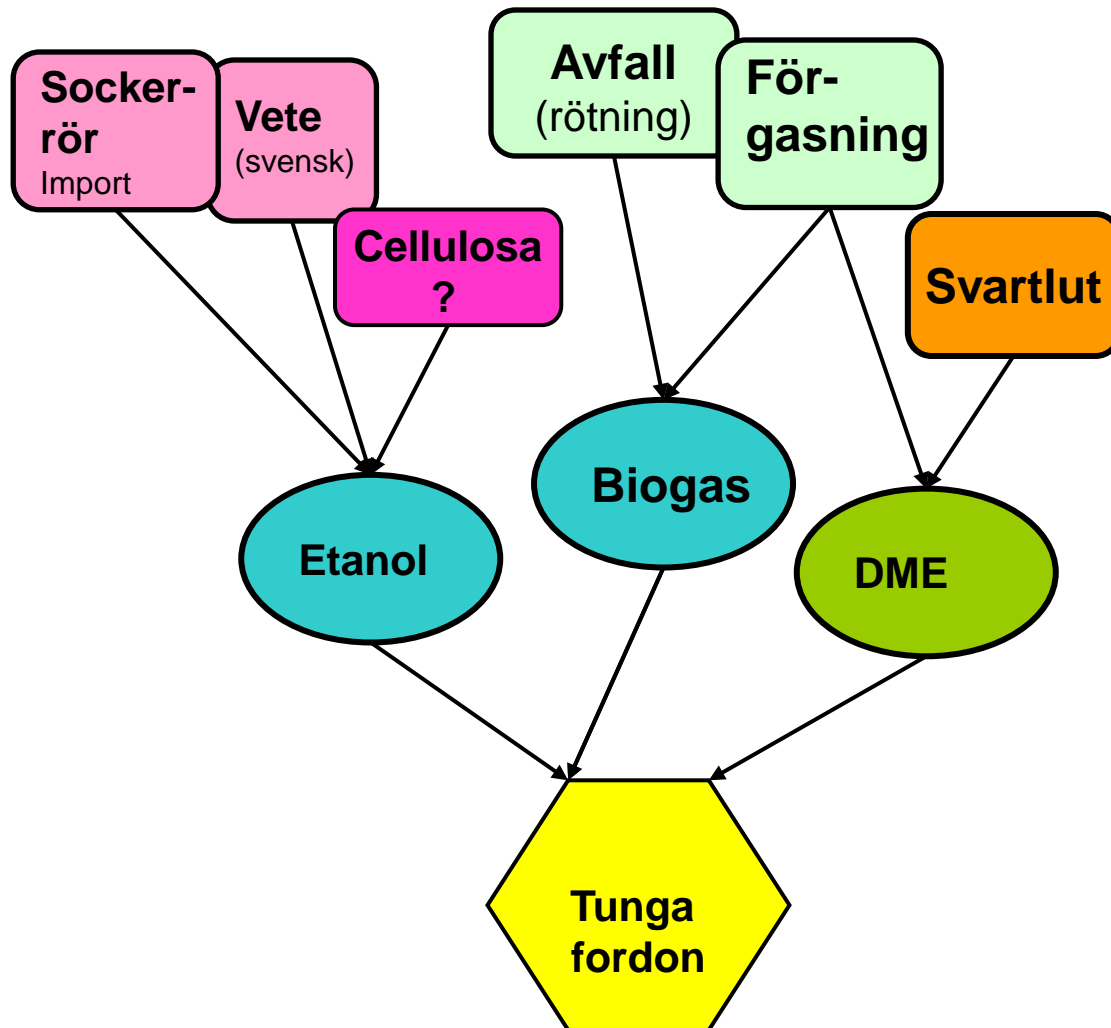 Socker-
rör
Import
Vete
(svensk)
Cellulosa
?
Avfall
(rötning)
För-
gasning
Svartlut
Etanol
Biogas
DME
Tunga
fordon